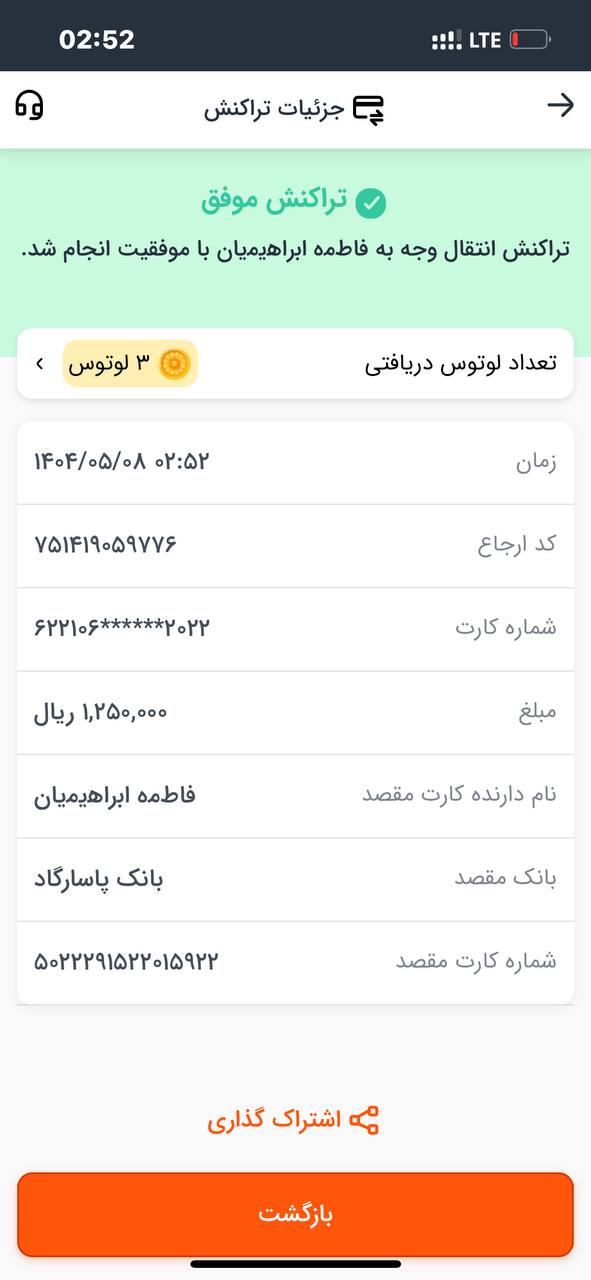 02:52
LTE
جزئیات تراکنش
تراکنش موفق
تراکنش انتقال وجه به فاطمه ابراهیمیان با موفقیت انجام شد.
تعداد لوتوس دریافتی
۳ لوتوس
زمان
۱۴۰۴/۰۵/۰۸ ۰۲:۵۲
کد ارجاع
۷۵۱۴۱۹۰۵۹۷۷۶
شماره کارت
۶۲۲۱۰۶******۲۰۲۲
مبلغ
۱,۲۵۰,۰۰۰ ریال
نام دارنده کارت مقصد
فاطمه ابراهیمیان
بانک مقصد
بانک پاسارگاد
شماره کارت مقصد
۵۰۲۲۲۹۱۵۲۲۰۱۵۹۲۲
اشتراک گذاری
بازگشت